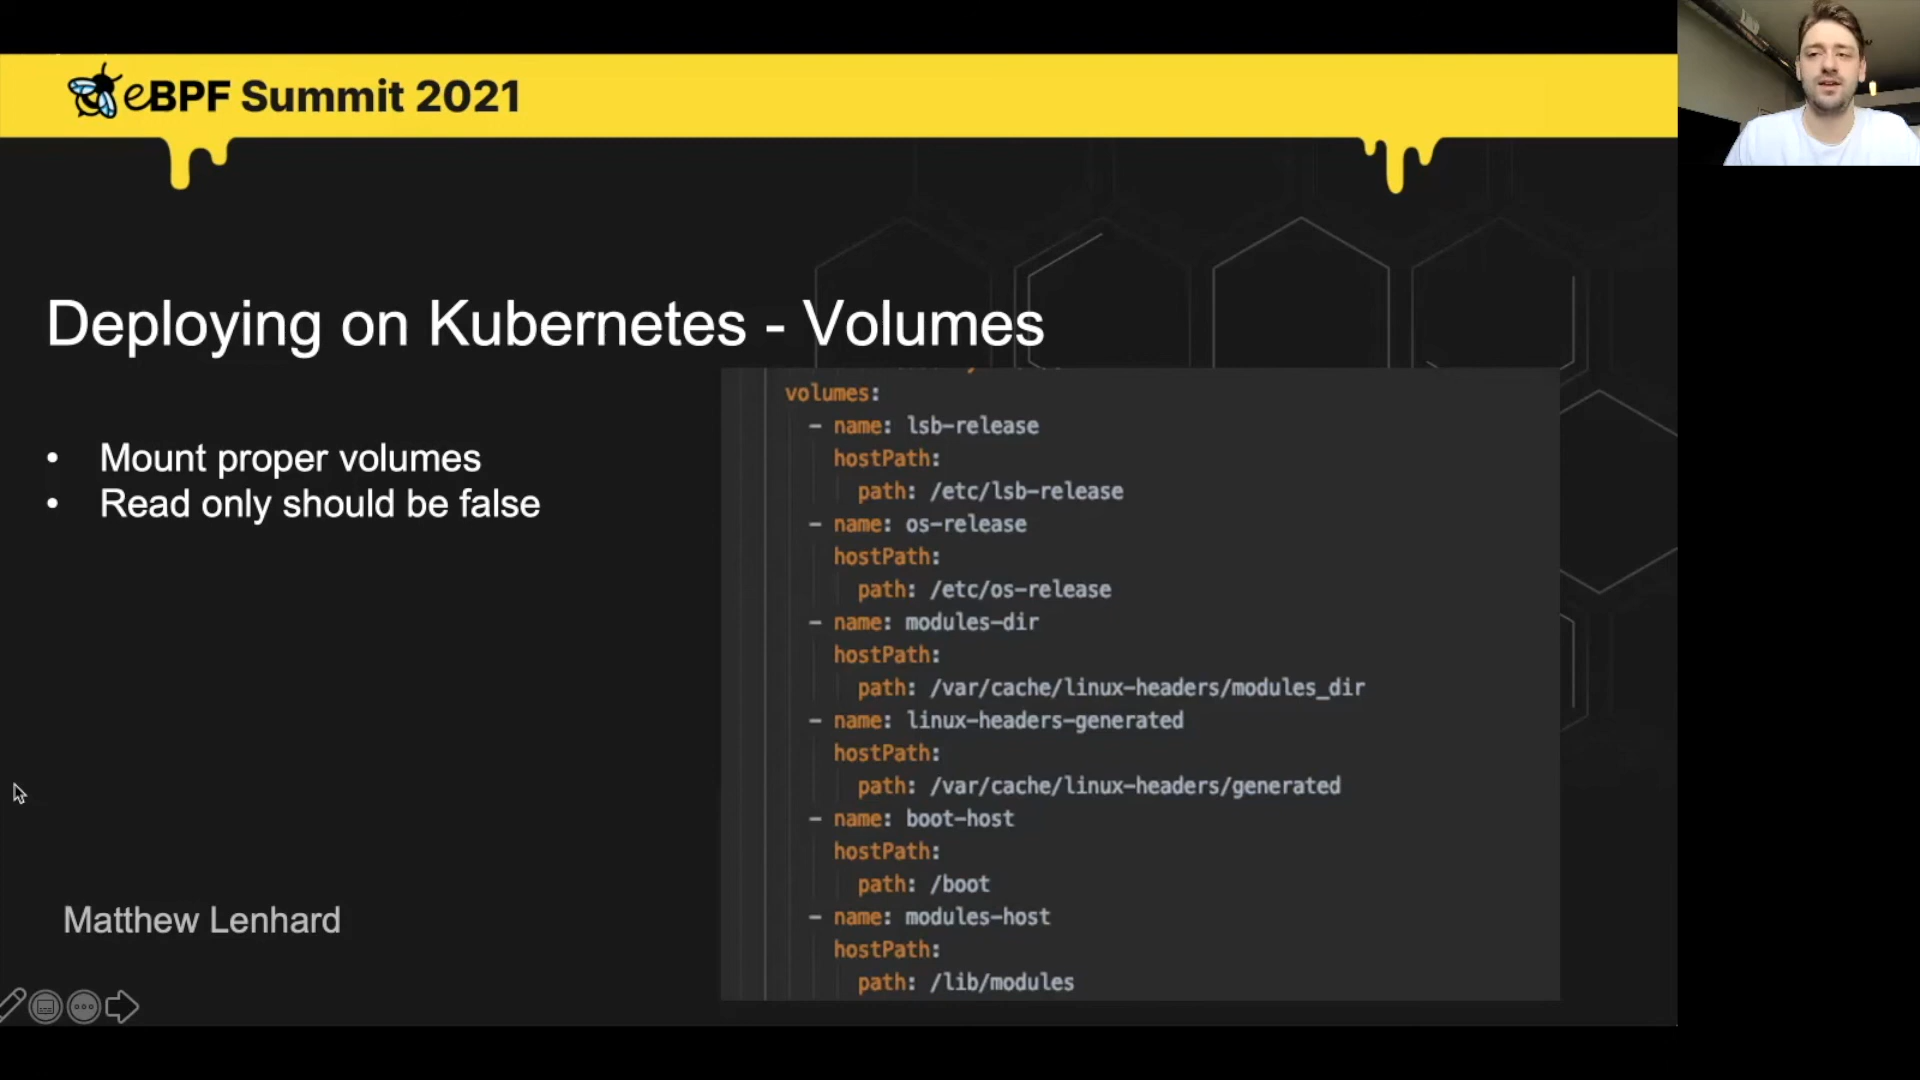 eBPF Summit 2021
Deploying on Kubernetes - Volumes
• Mount proper volumes
• Read only should be false
volumes:
- name: lsb-release
hostPath:
path: /etc/lsb-release
- name: os-release
hostPath:
path: /etc/os-release
- name: modules-dir
hostPath:
path: /var/cache/linux-headers/modules_dir
- name: linux-headers-generated
hostPath:
path: /var/cache/linux-headers/generated
- name: boot-host
hostPath:
path: /boot
- name: modules-host
hostPath:
path: /lib/modules
Matthew Lenhard